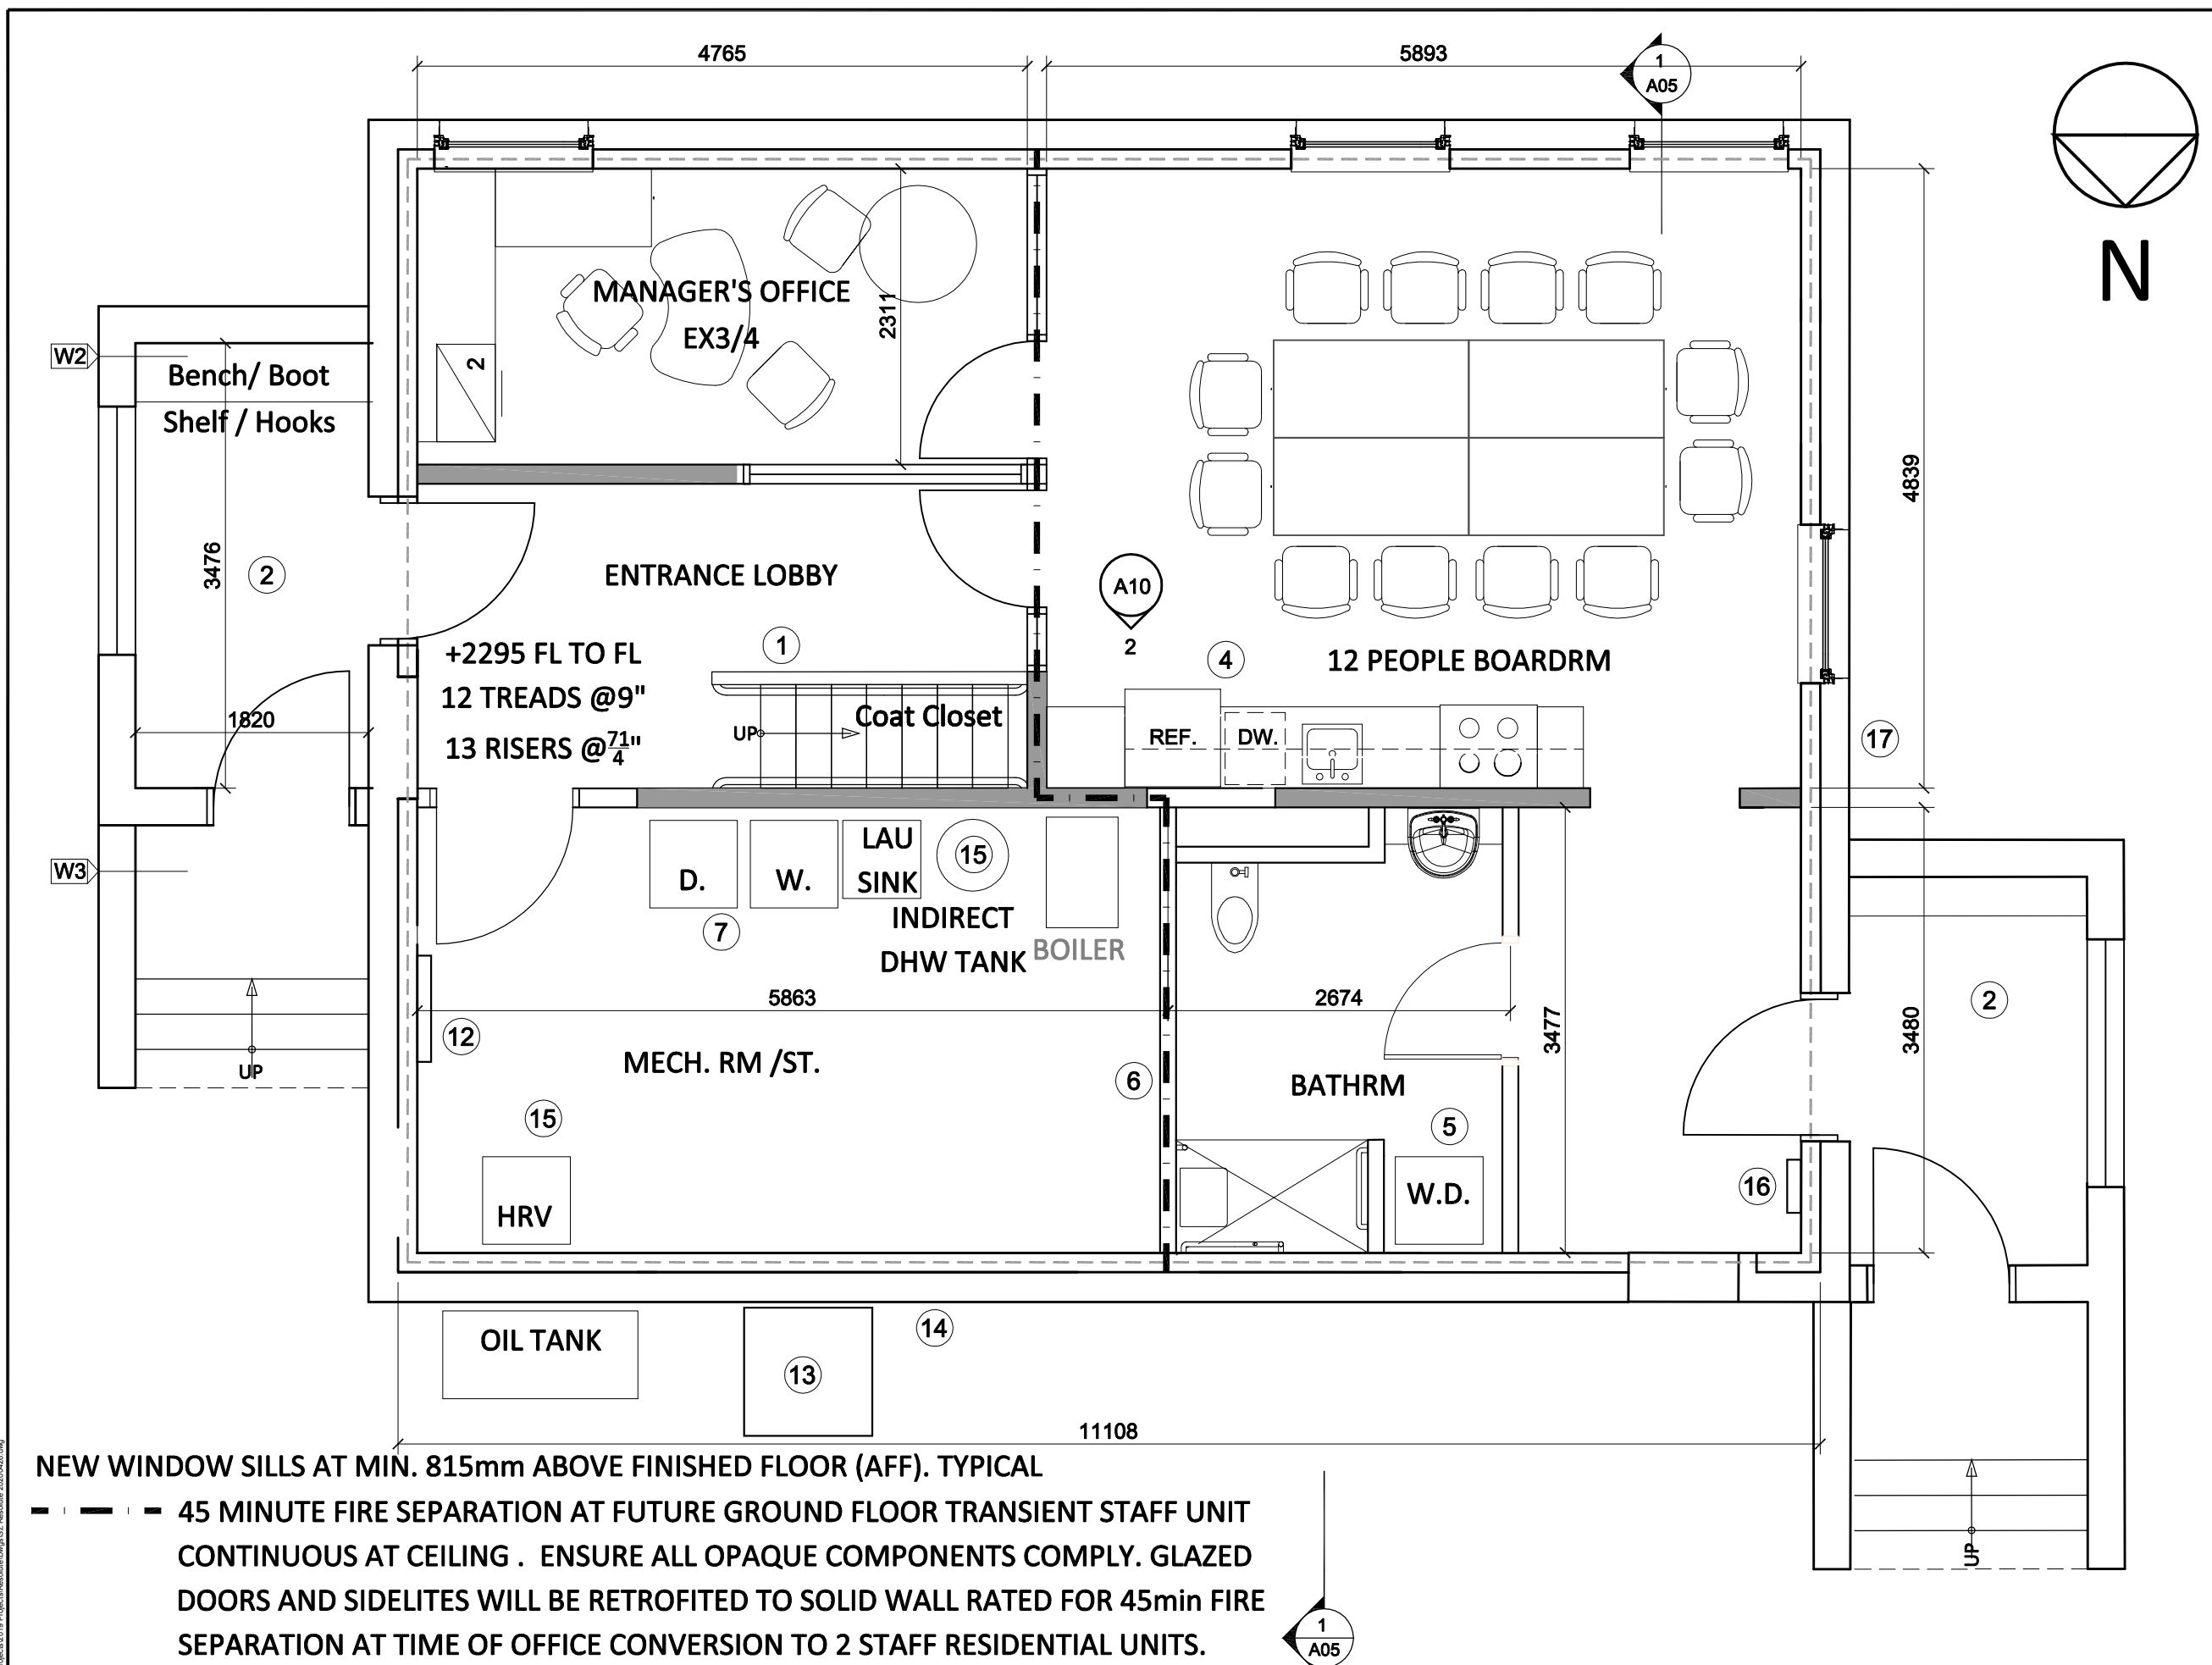 4765
5893
1
A05
N
MANAGER'S OFFICE
EX3/4
2311
2
W2
Bench/ Boot
Shelf / Hooks
4839
3476
2
ENTRANCE LOBBY
A10
2
1
4
12 PEOPLE BOARDRM
+2295 FL TO FL
12 TREADS @9"
13 RISERS @71/4"
1820
UP
Coat Closet
REF.
DW.
17
W3
D.
W.
LAU
SINK
15
7
INDIRECT
DHW TANK
BOILER
5863
2674
3477
3480
2
12
UP
MECH. RM /ST.
6
BATHRM
15
5
HRV
W.D.
16
OIL TANK
13
14
11108
UP
NEW WINDOW SILLS AT MIN. 815mm ABOVE FINISHED FLOOR (AFF). TYPICAL
45 MINUTE FIRE SEPARATION AT FUTURE GROUND FLOOR TRANSIENT STAFF UNIT
CONTINUOUS AT CEILING . ENSURE ALL OPAQUE COMPONENTS COMPLY. GLAZED
DOORS AND SIDELITES WILL BE RETROFITED TO SOLID WALL RATED FOR 45min FIRE
SEPARATION AT TIME OF OFFICE CONVERSION TO 2 STAFF RESIDENTIAL UNITS.
1
A05